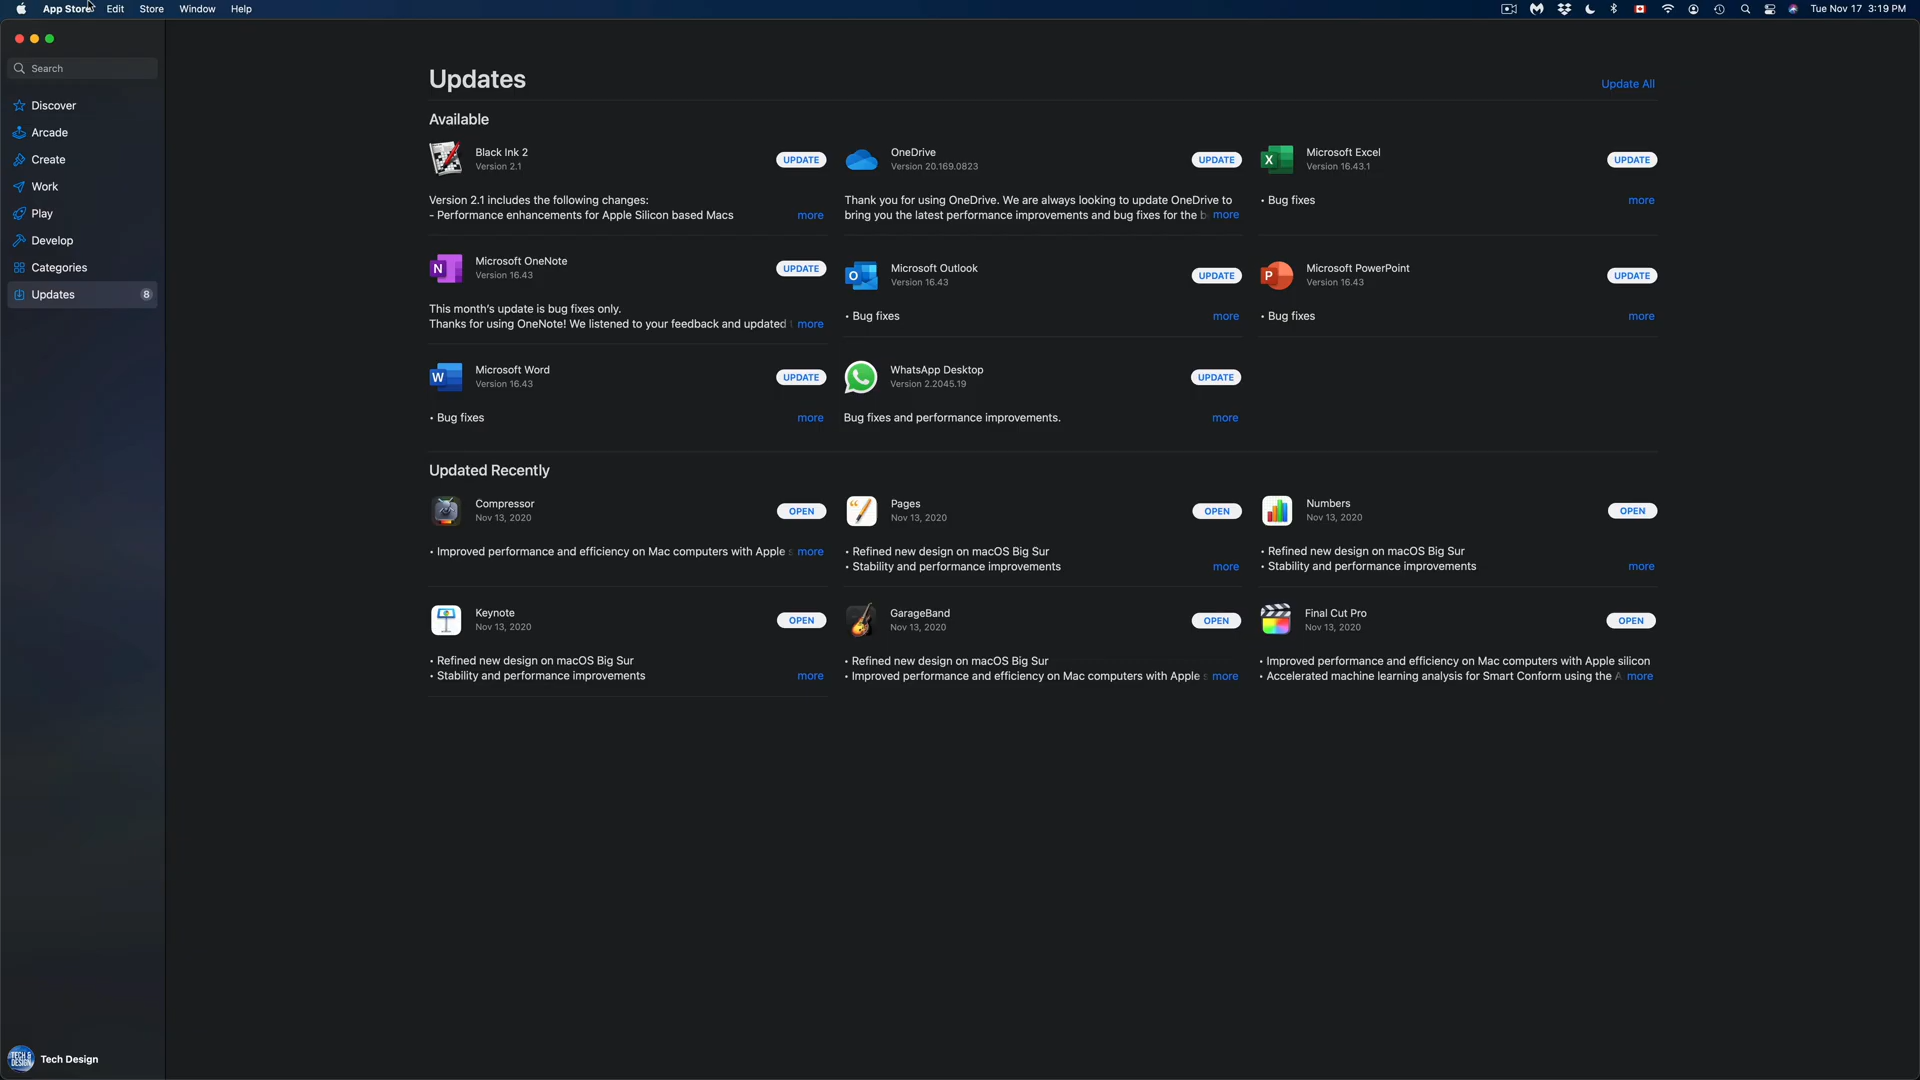 App Store Edit Store Window Help Tue Nov 17 3:19 PM
Search
Discover
Arcade
Create
Work
Play
Develop
Categories
Updates 8
TECH & DESIGN
Tech Design
Updates
Update All
Available
Black Ink 2
Version 2.1
UPDATE
Version 2.1 includes the following changes:
- Performance enhancements for Apple Silicon based Macs more
OneDrive
Version 20.169.0823
UPDATE
Thank you for using OneDrive. We are always looking to update OneDrive to
bring you the latest performance improvements and bug fixes for the b more
Microsoft Excel
Version 16.43.1
UPDATE
• Bug fixes more
Microsoft OneNote
Version 16.43
UPDATE
This month's update is bug fixes only.
Thanks for using OneNote! We listened to your feedback and updated more
Microsoft Outlook
Version 16.43
UPDATE
• Bug fixes more
Microsoft PowerPoint
Version 16.43
UPDATE
• Bug fixes more
Microsoft Word
Version 16.43
UPDATE
• Bug fixes more
WhatsApp Desktop
Version 2.2045.19
UPDATE
Bug fixes and performance improvements. more
Updated Recently
Compressor
Nov 13, 2020
OPEN
• Improved performance and efficiency on Mac computers with Apple s more
Pages
Nov 13, 2020
OPEN
• Refined new design on macOS Big Sur
• Stability and performance improvements more
Numbers
Nov 13, 2020
OPEN
• Refined new design on macOS Big Sur
• Stability and performance improvements more
Keynote
Nov 13, 2020
OPEN
• Refined new design on macOS Big Sur
• Stability and performance improvements more
GarageBand
Nov 13, 2020
OPEN
• Refined new design on macOS Big Sur
• Improved performance and efficiency on Mac computers with Apple s more
Final Cut Pro
Nov 13, 2020
OPEN
• Improved performance and efficiency on Mac computers with Apple silicon
• Accelerated machine learning analysis for Smart Conform using the A more